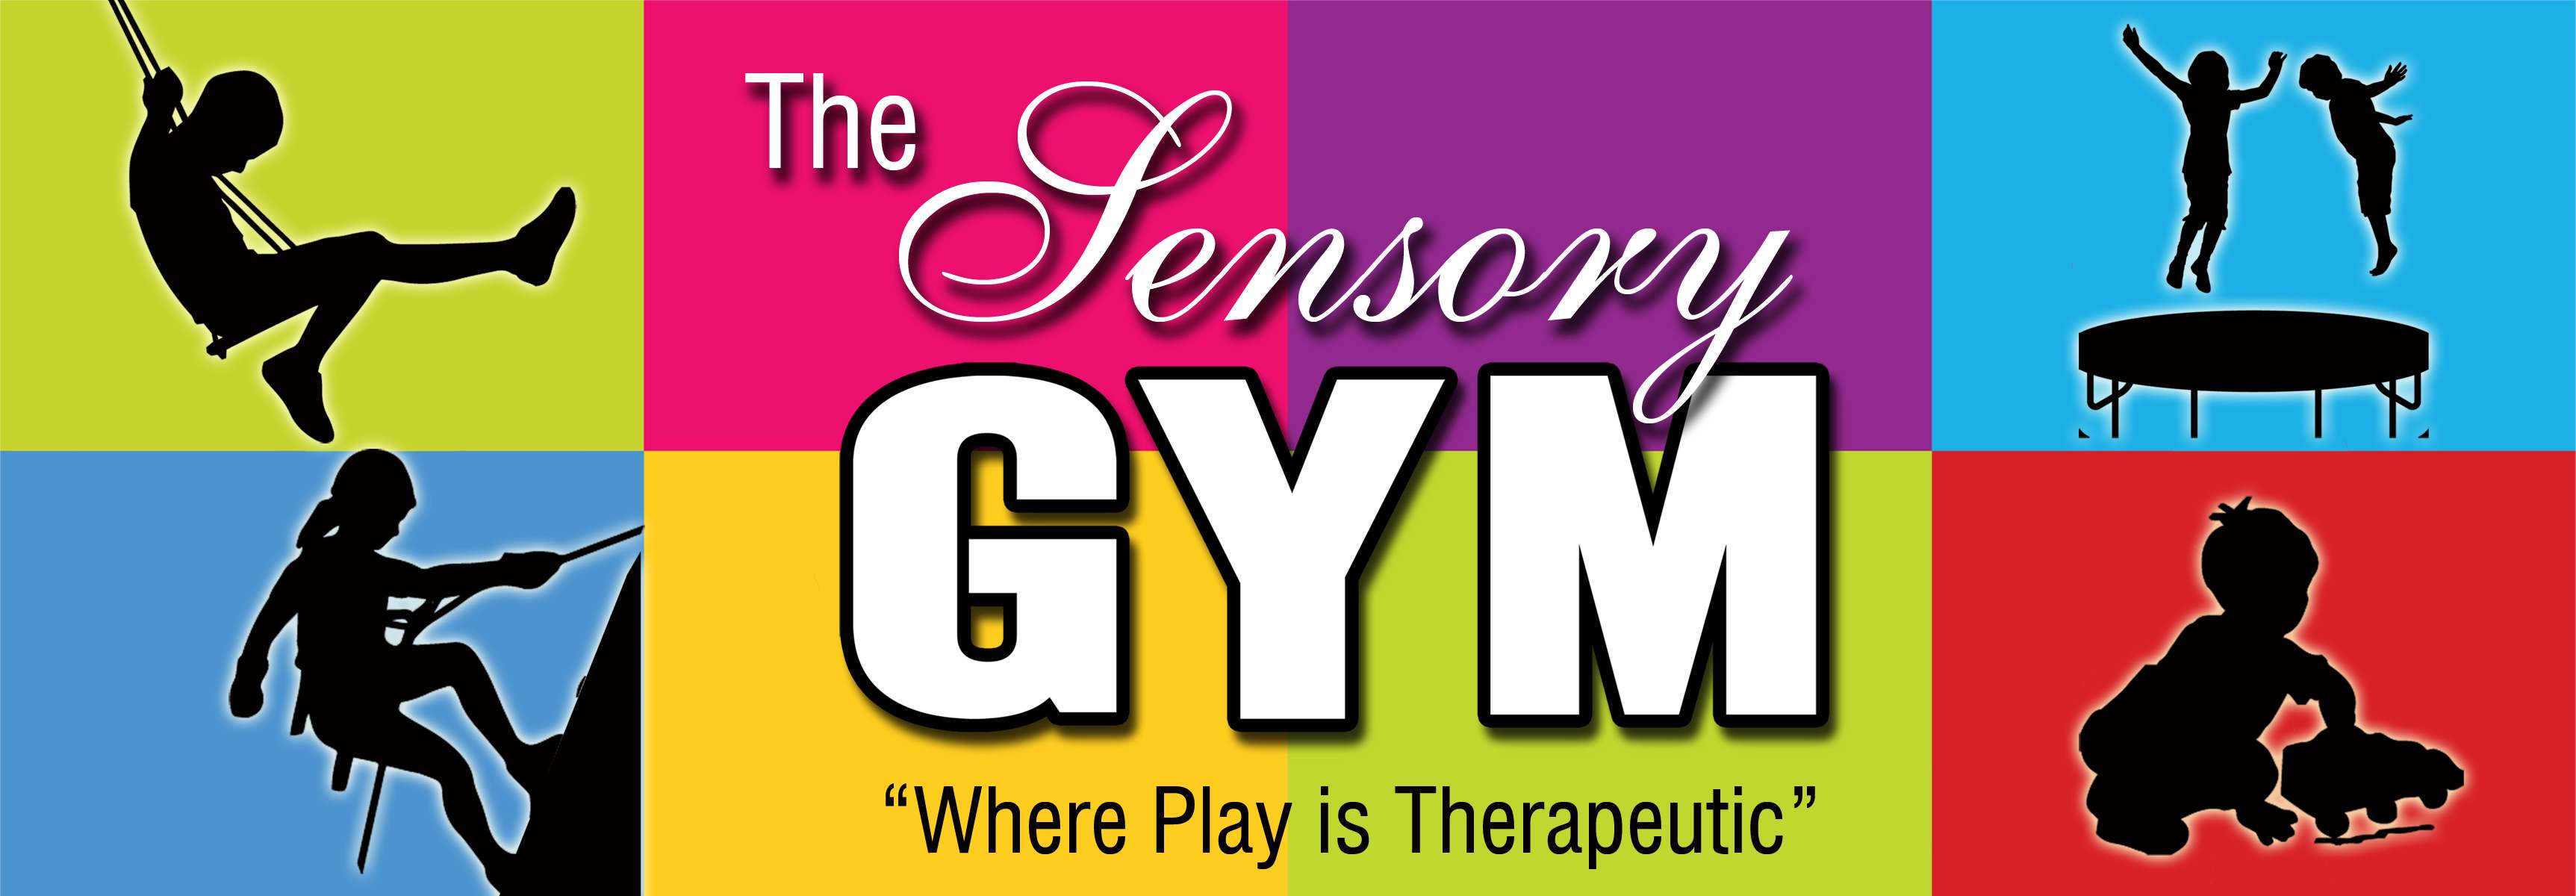 The
Sensory
GYM
“Where Play is Therapeutic”